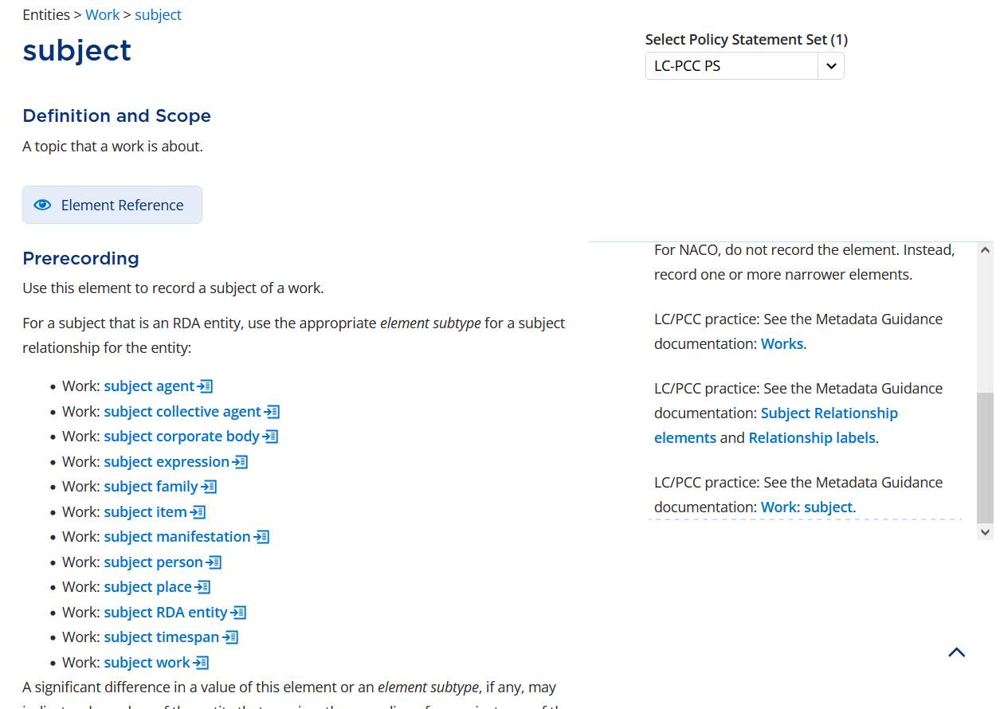 Entities > Work > subject
subject
Select Policy Statement Set (1)
LC-PCC PS
Definition and Scope
A topic that a work is about.
Element Reference
Prerecording
Use this element to record a subject of a work.
For a subject that is an RDA entity, use the appropriate element subtype for a subject
relationship for the entity:
• Work: subject agent
• Work: subject collective agent
• Work: subject corporate body
• Work: subject expression
• Work: subject family
• Work: subject item
• Work: subject manifestation
• Work: subject person
• Work: subject place
• Work: subject RDA entity
• Work: subject timespan
• Work: subject work
A significant difference in a value of this element or an element subtype, if any, may
For NACO, do not record the element. Instead,
record one or more narrower elements.
LC/PCC practice: See the Metadata Guidance
documentation: Works.
LC/PCC practice: See the Metadata Guidance
documentation: Subject Relationship
elements and Relationship labels.
LC/PCC practice: See the Metadata Guidance
documentation: Work: subject.